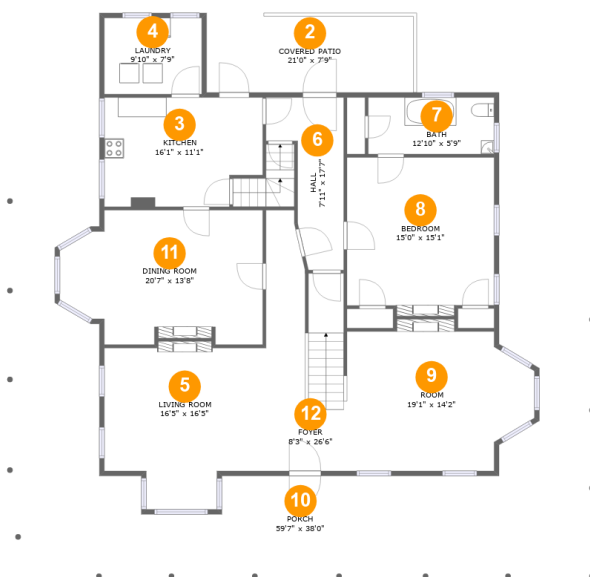 4
LAUNDRY
9'10" x 7'9"
2
COVERED PATIO
21'0" x 7'9"
3
KITCHEN
16'1" x 11'1"
6
HALL
7'11" x 17'7"
7
BATH
12'10" x 5'9"
8
BEDROOM
15'0" x 15'1"
11
DINING ROOM
20'7" x 13'8"
5
LIVING ROOM
16'5" x 16'5"
9
ROOM
19'1" x 14'2"
12
FOYER
8'3" x 26'6"
10
PORCH
59'7" x 38'0"